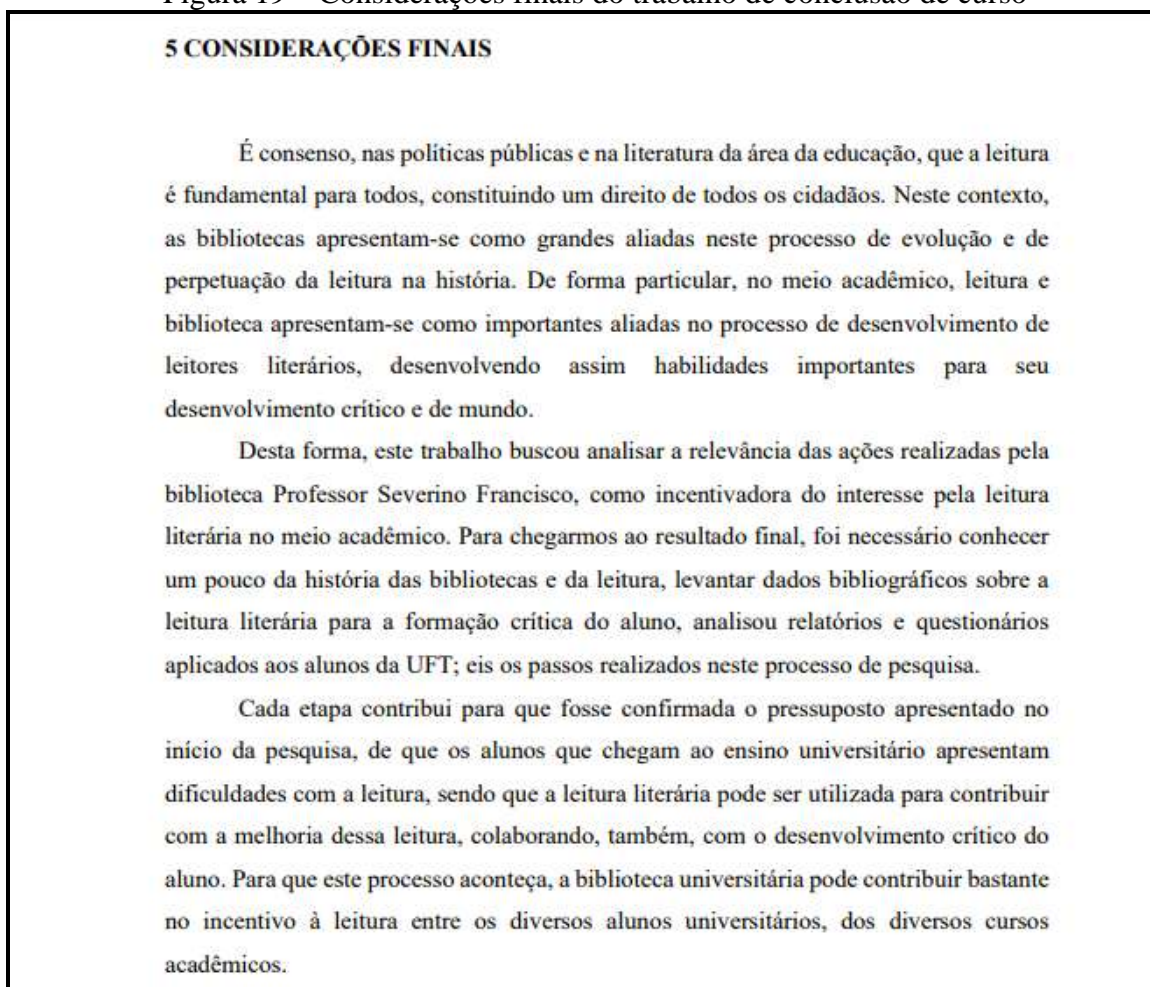 Figura 19 – Considerações finais do trabalho de conclusão de curso
5 CONSIDERAÇÕES FINAIS
É consenso, nas políticas públicas e na literatura da área da educação, que a leitura
é fundamental para todos, constituindo um direito de todos os cidadãos. Neste contexto,
as bibliotecas apresentam-se como grandes aliadas neste processo de evolução e de
perpetuação da leitura na história. De forma particular, no meio acadêmico, leitura e
biblioteca apresentam-se como importantes aliadas no processo de desenvolvimento de
leitores literários, desenvolvendo assim habilidades importantes para seu
desenvolvimento crítico e de mundo.
Desta forma, este trabalho buscou analisar a relevância das ações realizadas pela
biblioteca Professor Severino Francisco, como incentivadora do interesse pela leitura
literária no meio acadêmico. Para chegarmos ao resultado final, foi necessário conhecer
um pouco da história das bibliotecas e da leitura, levantar dados bibliográficos sobre a
leitura literária para a formação crítica do aluno, analisou relatórios e questionários
aplicados aos alunos da UFT; eis os passos realizados neste processo de pesquisa.
Cada etapa contribui para que fosse confirmada o pressuposto apresentado no
início da pesquisa, de que os alunos que chegam ao ensino universitário apresentam
dificuldades com a leitura, sendo que a leitura literária pode ser utilizada para contribuir
com a melhoria dessa leitura, colaborando, também, com o desenvolvimento crítico do
aluno. Para que este processo aconteça, a biblioteca universitária pode contribuir bastante
no incentivo à leitura entre os diversos alunos universitários, dos diversos cursos
acadêmicos.